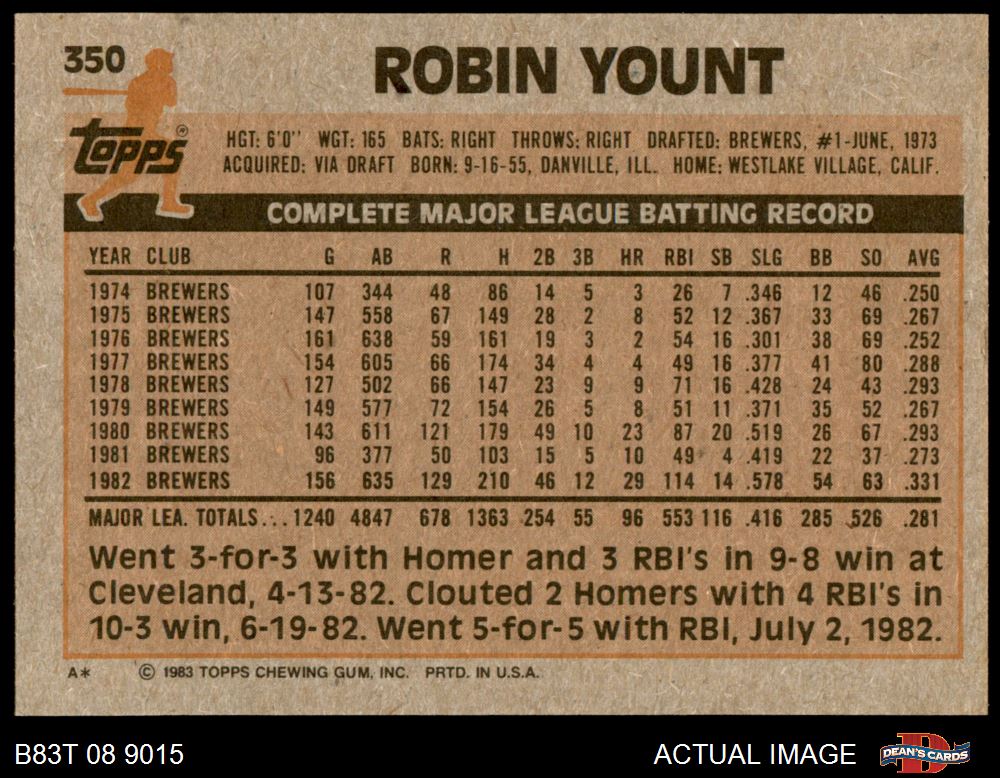 350
ROBIN YOUNT
Topps®
HGT: 6'0'' WGT: 165 BATS: RIGHT THROWS: RIGHT DRAFTED: BREWERS, #1-JUNE, 1973
ACQUIRED: VIA DRAFT BORN: 9-16-55, DANVILLE, ILL. HOME: WESTLAKE VILLAGE, CALIF.
COMPLETE MAJOR LEAGUE BATTING RECORD
YEAR CLUB G AB R H 2B 3B HR RBI SB SLG BB SO AVG
1974 BREWERS 107 344 48 86 14 5 3 26 7 .346 12 46 .250
1975 BREWERS 147 558 67 149 28 2 8 52 12 .367 33 69 .267
1976 BREWERS 161 638 59 161 19 3 2 54 16 .301 38 69 .252
1977 BREWERS 154 605 66 174 34 4 4 49 16 .377 41 80 .288
1978 BREWERS 127 502 66 147 23 9 9 71 16 .428 24 43 .293
1979 BREWERS 149 577 72 154 26 5 8 51 11 .371 35 52 .267
1980 BREWERS 143 611 121 179 49 10 23 87 20 .519 26 67 .293
1981 BREWERS 96 377 50 103 15 5 10 49 4 .419 22 37 .273
1982 BREWERS 156 635 129 210 46 12 29 114 14 .578 54 63 .331
MAJOR LEA. TOTALS... 1240 4847 678 1363 254 55 96 553 116 .416 285 526 .281
Went 3-for-3 with Homer and 3 RBI's in 9-8 win at
Cleveland, 4-13-82. Clouted 2 Homers with 4 RBI's in
10-3 win, 6-19-82. Went 5-for-5 with RBI, July 2, 1982.
A* © 1983 TOPPS CHEWING GUM, INC. PRTD. IN U.S.A.
B83T 08 9015 ACTUAL IMAGE DEAN'S CARDS